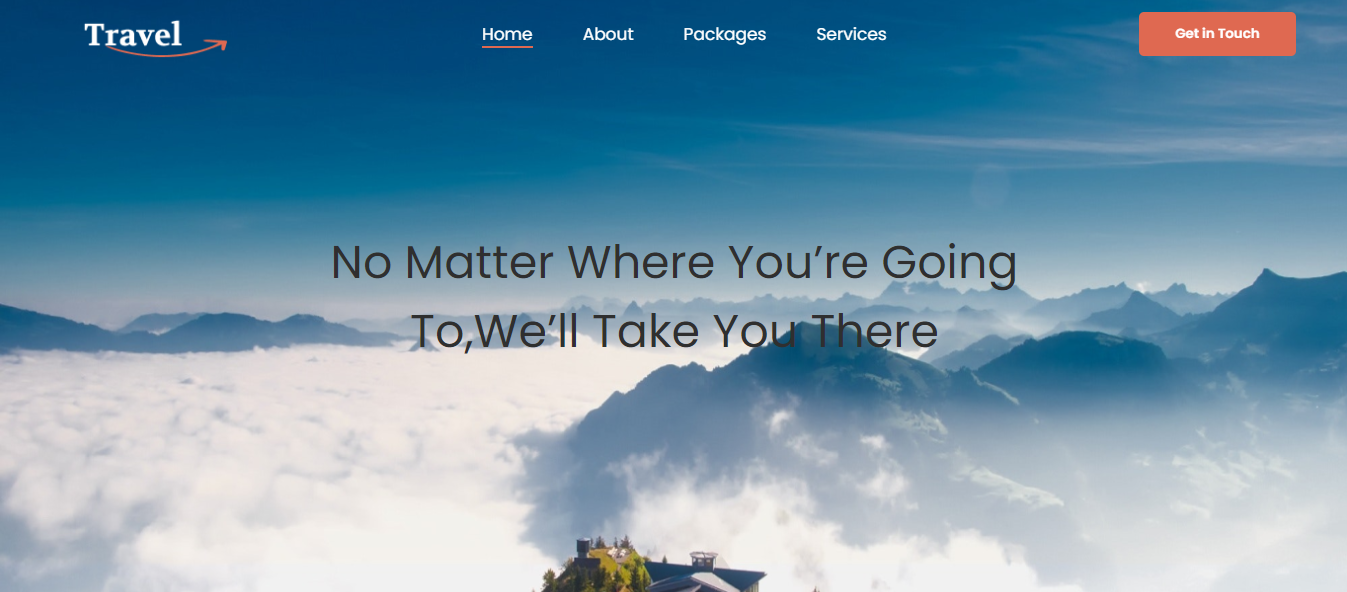 Travel
Home
About
Packages
Services
Get in Touch
No Matter Where You’re Going
To,We’ll Take You There